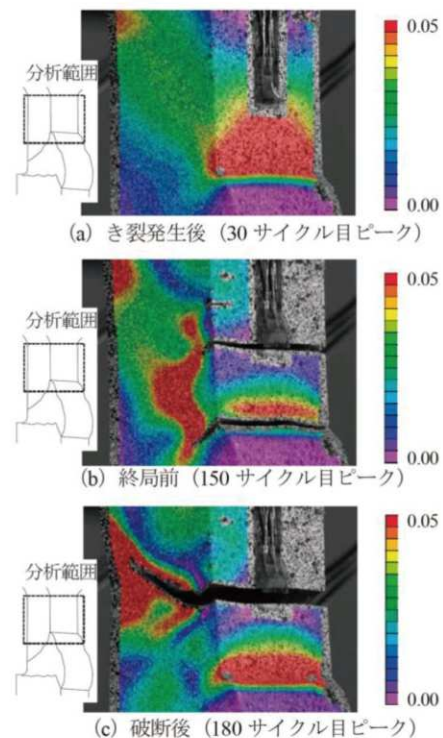 0.05
分析範囲
0.00
(a) き裂発生後（30 サイクル目ピーク）
0.05
分析範囲
0.00
(b) 終局前（150 サイクル目ピーク）
0.05
分析範囲
0.00
(c) 破断後（180 サイクル目ピーク）